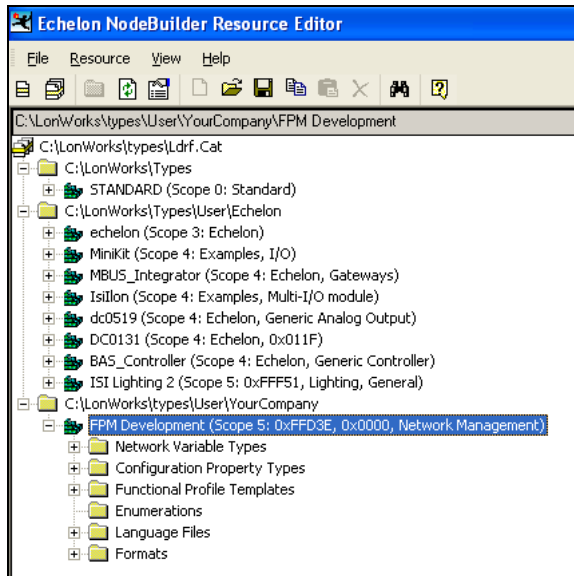 Echelon NodeBuilder Resource Editor
File Resource View Help
C:\LonWorks\types\User\YourCompany\FPM Development
C:\LonWorks\types\Ldrf.Cat
C:\LonWorks\Types
STANDARD (Scope 0: Standard)
C:\LonWorks\Types\User\Echelon
echelon (Scope 3: Echelon)
MiniKit (Scope 4: Examples, I/O)
MBUS_Integrator (Scope 4: Echelon, Gateways)
IsiIlon (Scope 4: Examples, Multi-I/O module)
dc0519 (Scope 4: Echelon, Generic Analog Output)
DC0131 (Scope 4: Echelon, 0x011F)
BAS_Controller (Scope 4: Echelon, Generic Controller)
ISI Lighting 2 (Scope 5: 0xFFF51, Lighting, General)
C:\LonWorks\types\User\YourCompany
FPM Development (Scope 5: 0xFFD3E, 0x0000, Network Management)
Network Variable Types
Configuration Property Types
Functional Profile Templates
Enumerations
Language Files
Formats